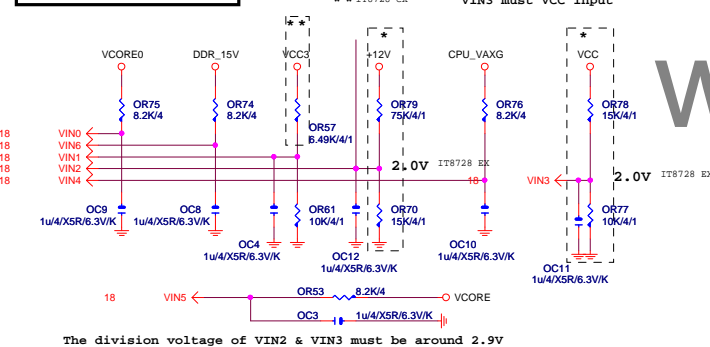 VIN3 must VCC input
* *
*
*
VCORE0
DDR_15V
VCC3
+12V
CPU_VAXG
VCC
OR75
8.2K/4
OR74
8.2K/4
OR57
6.49K/4/1
OR79
75K/4/1
OR76
8.2K/4
OR78
15K/4/1
18 VIN0
18 VIN6
18 VIN1
18 VIN2
18 VIN4
2.0V IT8728 EX
18 VIN3
2.0V IT8728 EX
OC9
1u/4/X5R/6.3V/K
OC8
1u/4/X5R/6.3V/K
OC4
1u/4/X5R/6.3V/K
OR61
10K/4/1
OC12
1u/4/X5R/6.3V/K
OR70
15K/4/1
OC10
1u/4/X5R/6.3V/K
OC11
1u/4/X5R/6.3V/K
OR77
10K/4/1
18 VIN5
OR53 8.2K/4
VCORE
OC3 1u/4/X5R/6.3V/K
The division voltage of VIN2 & VIN3 must be around 2.9V
W